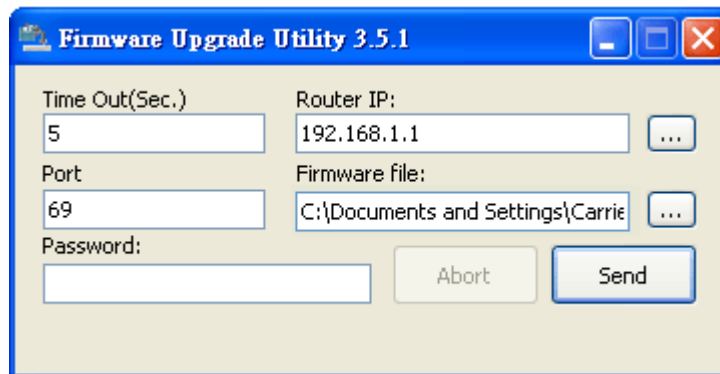 Firmware Upgrade Utility 3.5.1
Time Out(Sec.) Router IP:
5 192.168.1.1 ...
Port Firmware file:
69 C:\Documents and Settings\Carrie ...
Password:
Abort Send